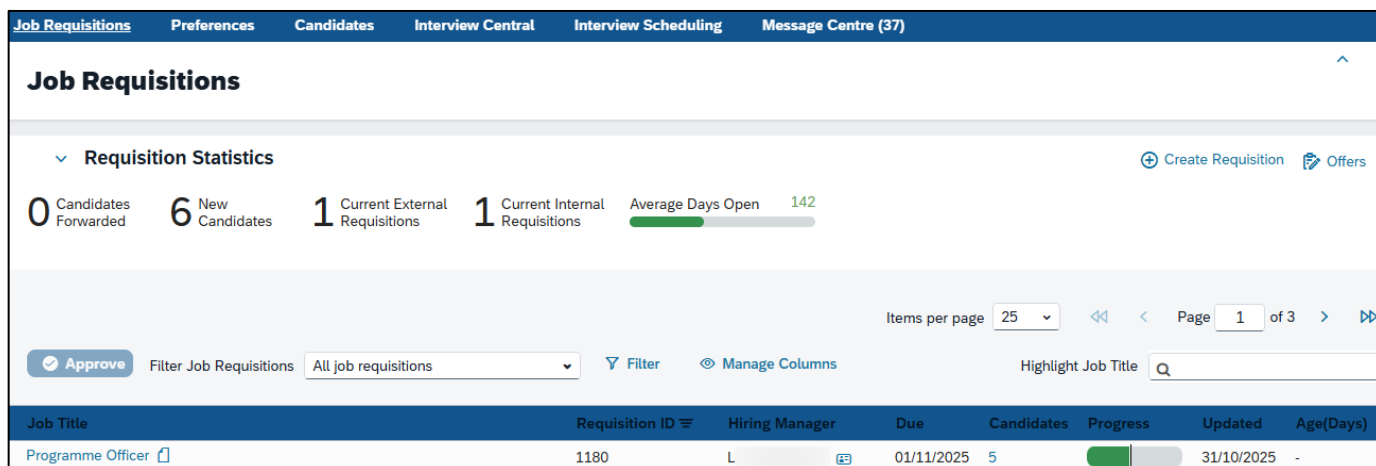 Job Requisitions Preferences Candidates Interview Central Interview Scheduling Message Centre (37)
Job Requisitions
Requisition Statistics
Create Requisition Offers
0 Candidates Forwarded 6 New Candidates 1 Current External Requisitions 1 Current Internal Requisitions Average Days Open 142
Items per page 25 Page 1 of 3
Approve Filter Job Requisitions All job requisitions Filter Manage Columns Highlight Job Title
Job Title Requisition ID Hiring Manager Due Candidates Progress Updated Age(Days)
Programme Officer 1180 L 01/11/2025 5 31/10/2025 -